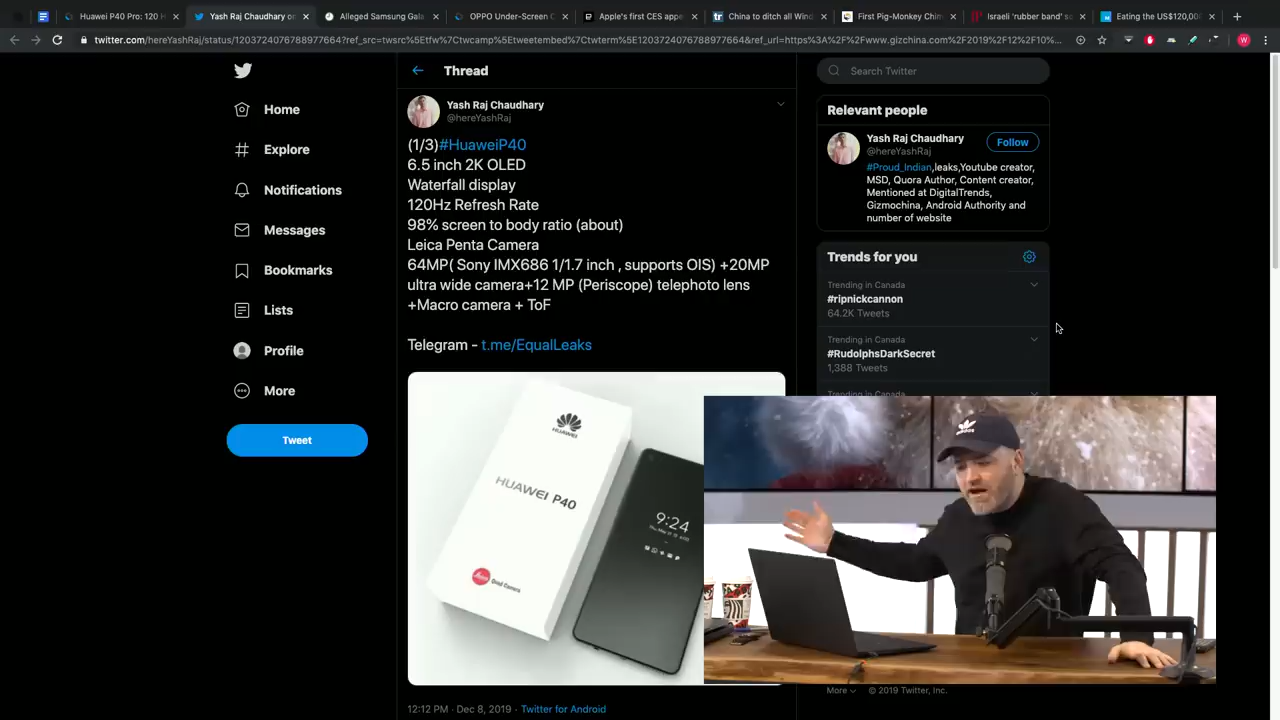 Huawei P40 Pro: 120 H
Yash Raj Chaudhary o
Alleged Samsung Gala
OPPO Under-Screen C
Apple's first CES appe
China to ditch all Wind
First Pig-Monkey Chim
Israeli 'rubber band' s
Eating the US$120,00
twitter.com/hereYashRaj/status/1203724076788977664?ref_src=twsrc%5Etfw%7Ctwcamp%5Etweetembed%7Ctwterm%5E1203724076788977664&ref_url=https%3A%2F%2Fwww.gizchina.com%2F2019%2F12%2F10%...
W
Home
Explore
Notifications
Messages
Bookmarks
Lists
Profile
More
Tweet
Thread
Yash Raj Chaudhary
@hereYashRaj
(1/3)#HuaweiP40
6.5 inch 2K OLED
Waterfall display
120Hz Refresh Rate
98% screen to body ratio (about)
Leica Penta Camera
64MP( Sony IMX686 1/1.7 inch , supports OIS) +20MP
ultra wide camera+12 MP (Periscope) telephoto lens
+Macro camera + ToF
Telegram - t.me/EqualLeaks
HUAWEI
HUAWEI P40
Leica
Quad Camera
9:24
12:12 PM · Dec 8, 2019 · Twitter for Android
Search Twitter
Relevant people
Yash Raj Chaudhary
@hereYashRaj
Follow
#Proud_Indian,leaks,Youtube creator,
MSD, Quora Author, Content creator,
Mentioned at DigitalTrends,
Gizmochina, Android Authority and
number of website
Trends for you
Trending in Canada
#ripnickcannon
64.2K Tweets
Trending in Canada
#RudolphsDarkSecret
1,388 Tweets
Trending in Canada
adidas
More
© 2019 Twitter, Inc.